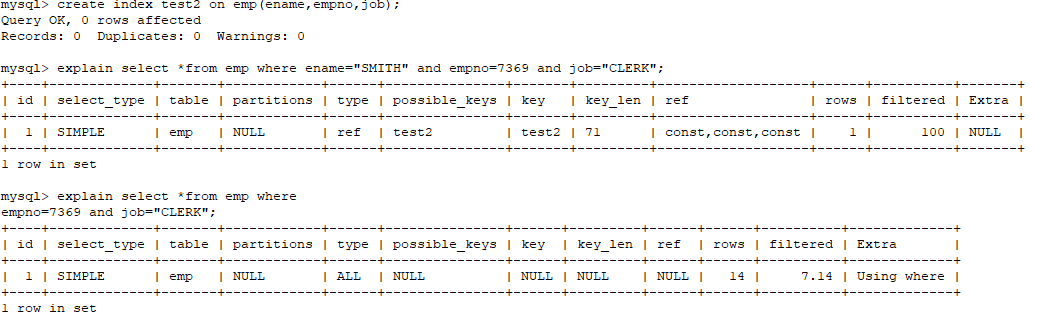 mysql> create index test2 on emp(ename,empno,job);
Query OK, 0 rows affected
Records: 0  Duplicates: 0  Warnings: 0

mysql> explain select *from emp where ename="SMITH" and empno=7369 and job="CLERK";
+----+-------------+-------+------------+------+---------------+-------+---------+-------------------+------+----------+-------+
| id | select_type | table | partitions | type | possible_keys | key   | key_len | ref               | rows | filtered | Extra |
+----+-------------+-------+------------+------+---------------+-------+---------+-------------------+------+----------+-------+
|  1 | SIMPLE      | emp   | NULL       | ref  | test2         | test2 | 71      | const,const,const |    1 |      100 | NULL  |
+----+-------------+-------+------------+------+---------------+-------+---------+-------------------+------+----------+-------+
1 row in set

mysql> explain select *from emp where
empno=7369 and job="CLERK";
+----+-------------+-------+------------+------+---------------+------+---------+------+------+----------+-------------+
| id | select_type | table | partitions | type | possible_keys | key  | key_len | ref  | rows | filtered | Extra       |
+----+-------------+-------+------------+------+---------------+------+---------+------+------+----------+-------------+
|  1 | SIMPLE      | emp   | NULL       | ALL  | NULL          | NULL | NULL    | NULL |   14 |     7.14 | Using where |
+----+-------------+-------+------------+------+---------------+------+---------+------+------+----------+-------------+
1 row in set